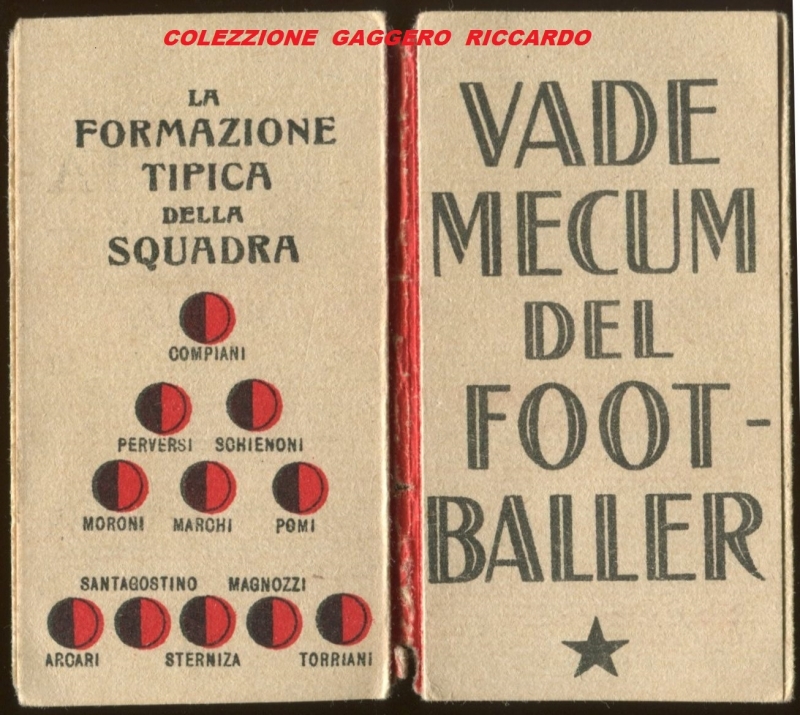 COLEZZIONE GAGGERO RICCARDO
LA
FORMAZIONE
TIPICA
DELLA
SQUADRA
COMPIANI
PERVERSI SCHIENONI
MORONI MARCHI POMI
SANTAGOSTINO MAGNOZZI
ARCARI STERNIZA TORRIANI
VADE
MECUM
DEL
FOOT-
BALLER